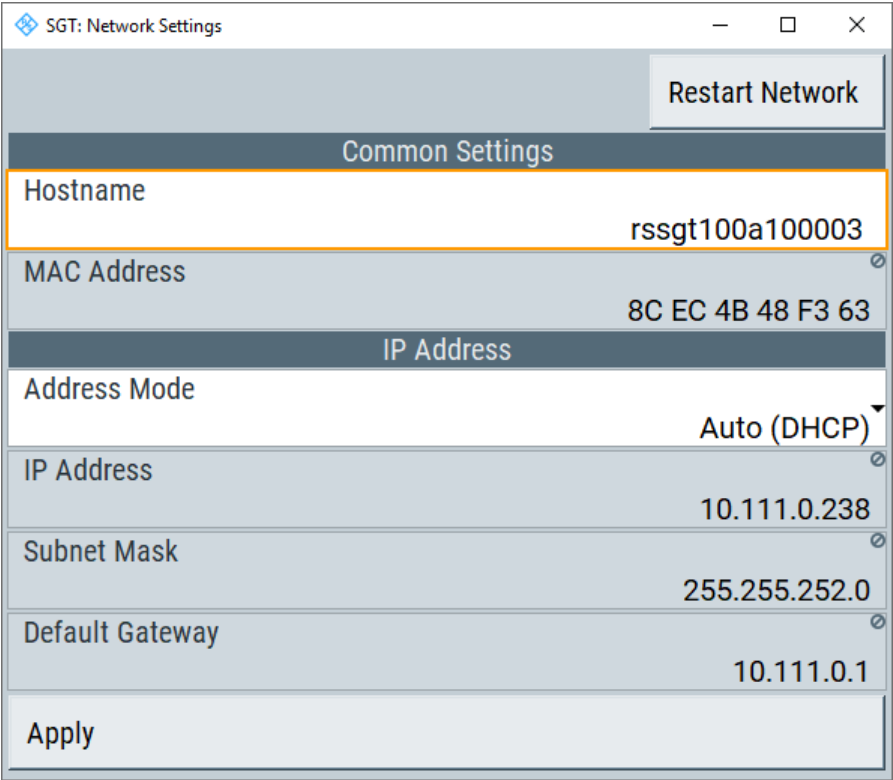 SGT: Network Settings
Restart Network
Common Settings
Hostname
rssgt100a100003
MAC Address
8C EC 4B 48 F3 63
IP Address
Address Mode
Auto (DHCP)
IP Address
10.111.0.238
Subnet Mask
255.255.252.0
Default Gateway
10.111.0.1
Apply